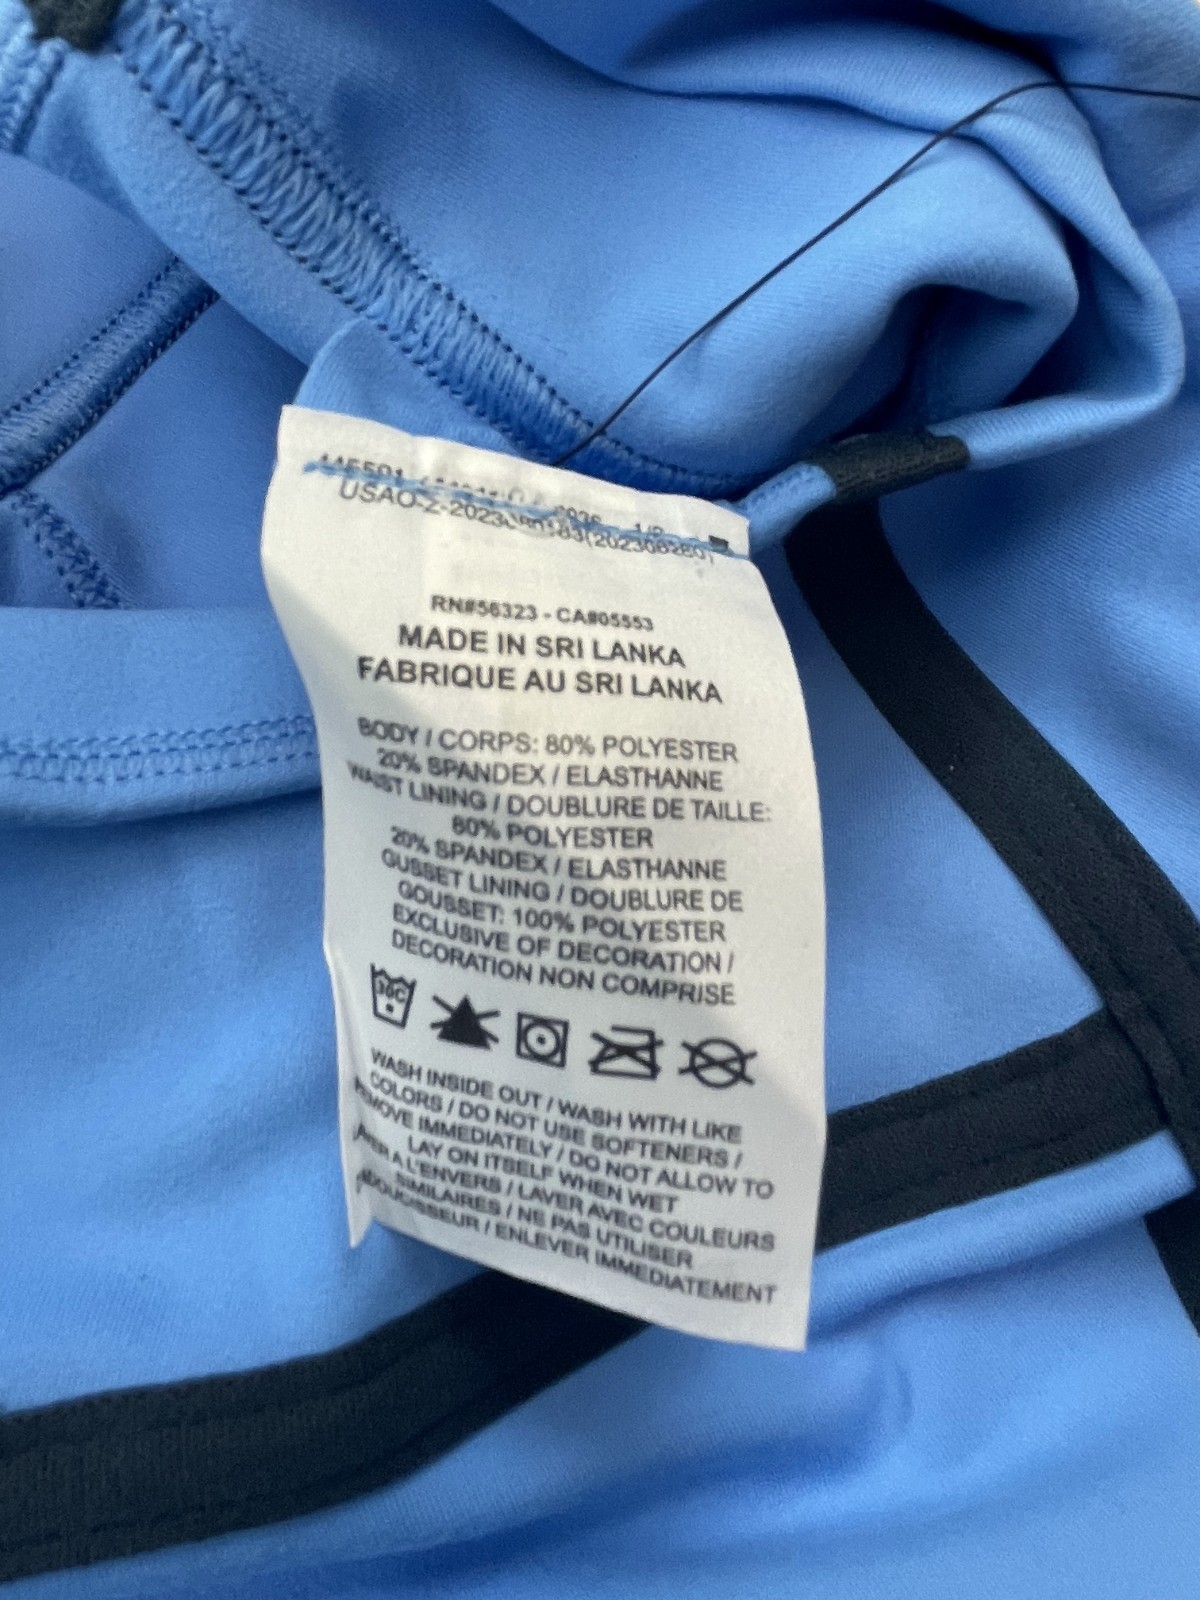 USAO-Z-2023
RN#56323 - CA#05553
MADE IN SRI LANKA
FABRIQUE AU SRI LANKA
BODY / CORPS: 80% POLYESTER
20% SPANDEX / ELASTHANNE
WAIST LINING / DOUBLURE DE TAILLE:
80% POLYESTER
20% SPANDEX / ELASTHANNE
GUSSET LINING / DOUBLURE DE
GOUSSET: 100% POLYESTER
EXCLUSIVE OF DECORATION /
DECORATION NON COMPRISE
30C
WASH INSIDE OUT / WASH WITH LIKE
COLORS / DO NOT USE SOFTENERS /
REMOVE IMMEDIATELY / DO NOT ALLOW TO
LAY ON ITSELF WHEN WET
LAVER A L'ENVERS / LAVER AVEC COULEURS
SIMILAIRES / NE PAS UTILISER
ADOUCISSEUR / ENLEVER IMMEDIATEMENT